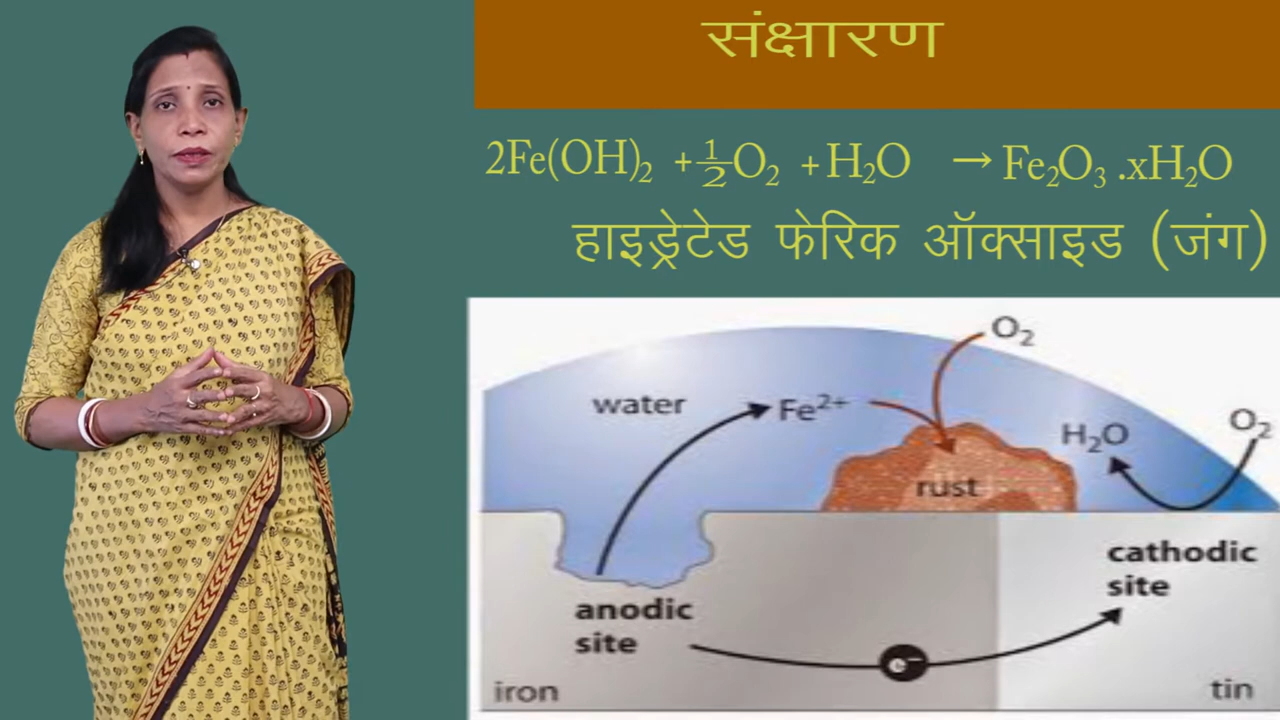 संक्षारण
2Fe(OH)₂ + ½O₂ + H₂O → Fe₂O₃ .xH₂O
हाइड्रेटेड फेरिक ऑक्साइड (जंग)
O₂
water
Fe²⁺
H₂O
O₂
rust
cathodic
site
anodic
site
e⁻
iron
tin